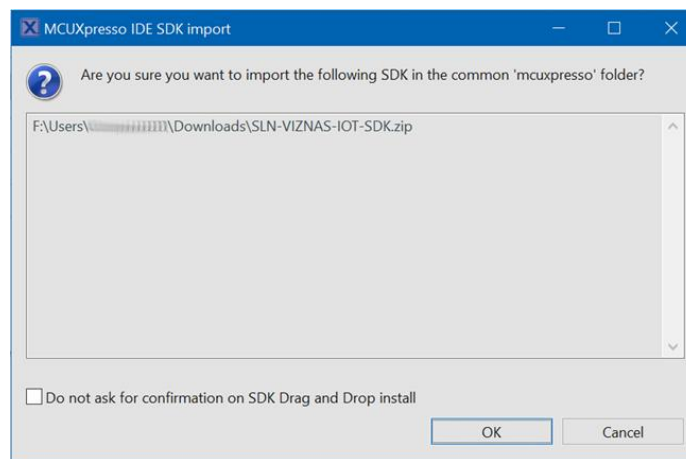 MCUXpresso IDE SDK import
Are you sure you want to import the following SDK in the common 'mcuxpresso' folder?
F:\Users\ \Downloads\SLN-VIZNAS-IOT-SDK.zip
Do not ask for confirmation on SDK Drag and Drop install
OK
Cancel